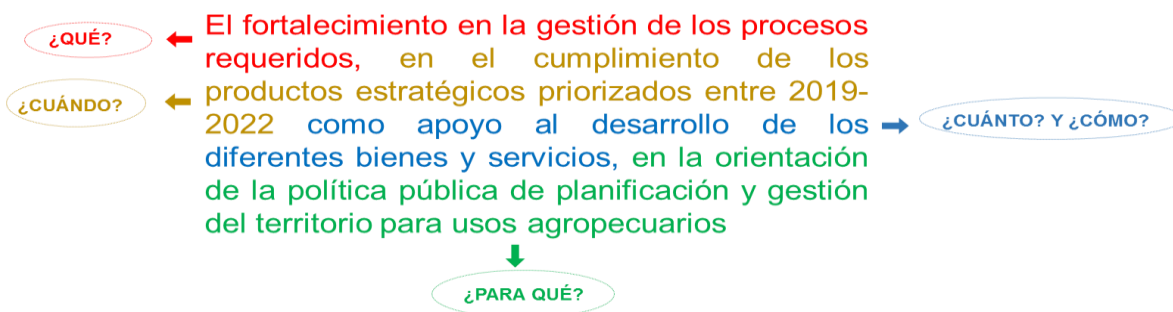 ¿QUÉ?
El fortalecimiento en la gestión de los procesos
requeridos, en el cumplimiento de los
¿CUÁNDO?
productos estratégicos priorizados entre 2019-
2022 como apoyo al desarrollo de los
¿CUÁNTO? Y ¿CÓMO?
diferentes bienes y servicios, en la orientación
de la política pública de planificación y gestión
del territorio para usos agropecuarios
¿PARA QUÉ?